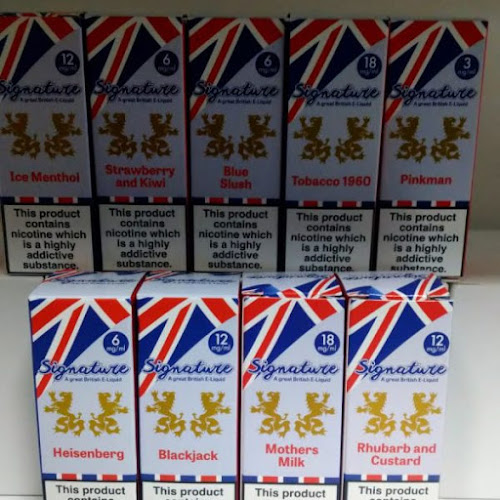 12
mg/ml
Signature
A great British E-Liquid
Ice Menthol
This product
contains
nicotine which
is a highly
addictive
substance.
6
mg/ml
Signature
A great British E-Liquid
Strawberry
and Kiwi
This product
contains
nicotine which
is a highly
addictive
substance.
6
mg/ml
Signature
A great British E-Liquid
Blue
Slush
This product
contains
nicotine which
is a highly
addictive
substance.
18
mg/ml
Signature
A great British E-Liquid
Tobacco 1960
This product
contains
nicotine which
is a highly
addictive
substance.
3
mg/ml
Signature
A great British E-Liquid
Pinkman
This product
contains
nicotine which
is a highly
addictive
substance.
6
mg/ml
Signature
A great British E-Liquid
Heisenberg
This product
contains
12
mg/ml
Signature
A great British E-Liquid
Blackjack
This product
18
mg/ml
Signature
A great British E-Liquid
Mothers
Milk
This product
contains
12
mg/ml
Signature
A great British E-Liquid
Rhubarb and
Custard
This product
contains